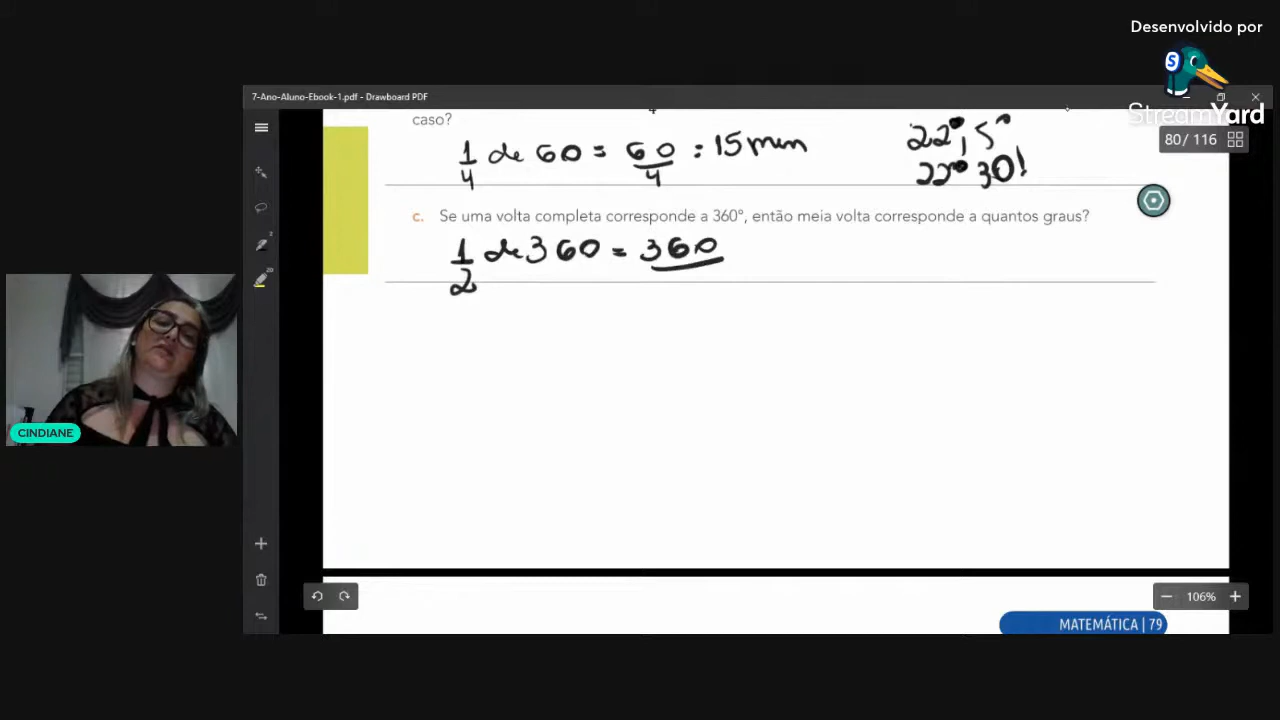 Desenvolvido por
StreamYard
7-Ano-Aluno-Ebook-1.pdf - Drawboard PDF
80 / 116
caso?
4
1/4 de 60 = 60/4 = 15 min
22°,5°
22° 30'
c. Se uma volta completa corresponde a 360°, então meia volta corresponde a quantos graus?
1/2 de 360 = 360
CINDIANE
106%
MATEMÁTICA | 79